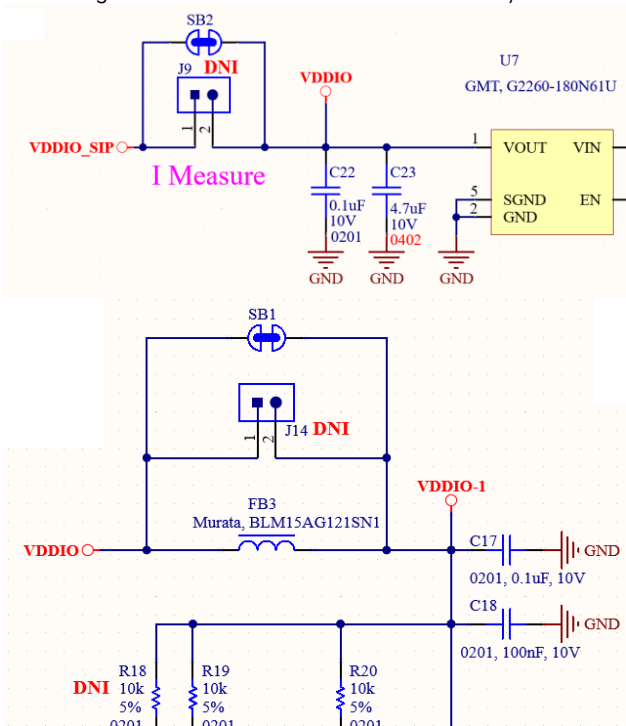 SB2
J9 DNI
VDDIO
U7
GMT, G2260-180N61U
1 2
VDDIO_SIP
I Measure
1 VOUT VIN
5 SGND EN
2 GND
C22
0.1uF
10V
0201
C23
4.7uF
10V
0402
GND GND GND
SB1
1 2
J14 DNI
VDDIO-1
FB3
Murata, BLM15AG121SN1
VDDIO
C17
GND
0201, 0.1uF, 10V
C18
GND
0201, 100nF, 10V
DNI
R18
10k
5%
0201
R19
10k
5%
0201
R20
10k
5%
0201